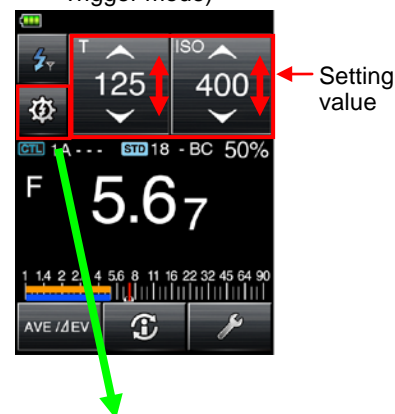 Trigger Mode)
T
ISO
125
400
Setting
value
CTL 1A - - - STD 18 - BC 50%
F 5.6 7
1 1.4 2 2.8 4 5.6 8 11 16 22 32 45 64 90
AVE /⊿EV